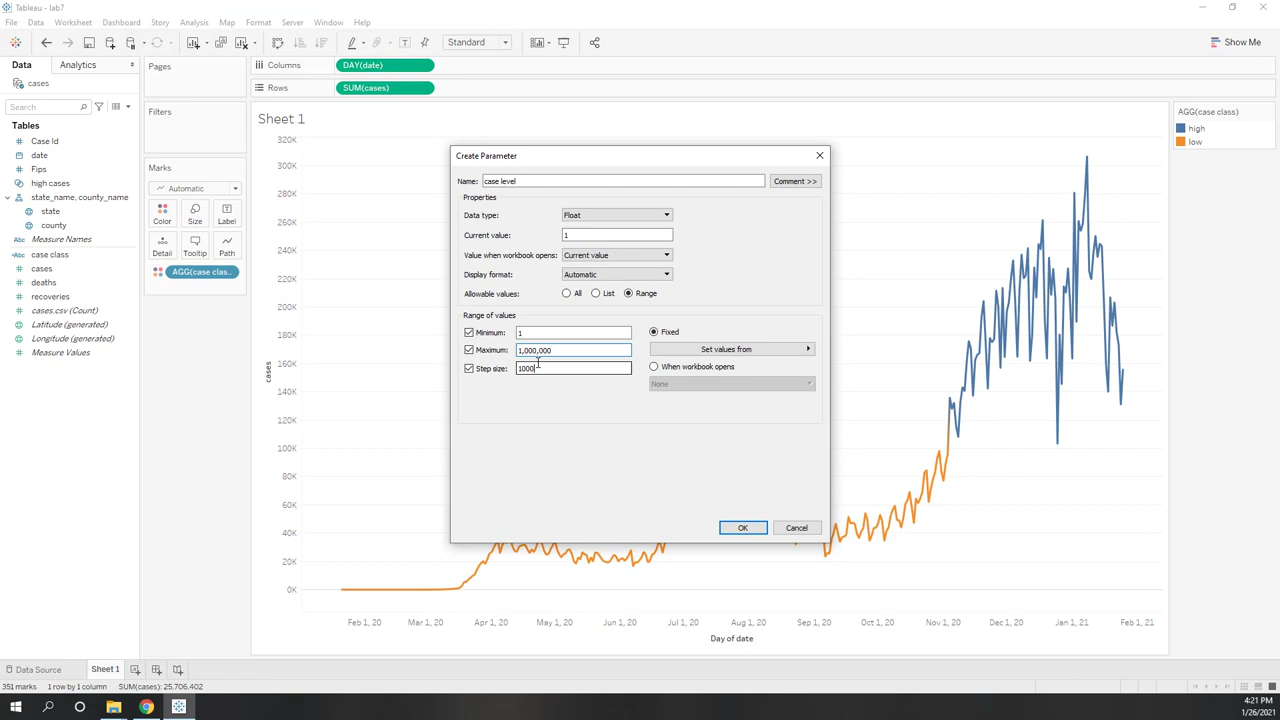 Tableau - lab7
File Data Worksheet Dashboard Story Analysis Map Format Server Window Help
Standard
Show Me
Data Analytics
cases
Search
Tables
Case Id
date
Fips
high cases
state_name, county_name
state
county
Measure Names
case class
cases
deaths
recoveries
cases.csv (Count)
Latitude (generated)
Longitude (generated)
Measure Values
Pages
Filters
Marks
Automatic
Color Size Label
Detail Tooltip Path
AGG(case clas..
Columns DAY(date)
Rows SUM(cases)
Sheet 1
320K
300K
280K
260K
240K
220K
200K
180K
160K
140K
120K
100K
80K
60K
40K
20K
0K
cases
Feb 1, 20 Mar 1, 20 Apr 1, 20 May 1, 20 Jun 1, 20 Jul 1, 20 Aug 1, 20 Sep 1, 20 Oct 1, 20 Nov 1, 20 Dec 1, 20 Jan 1, 21 Feb 1, 21
Day of date
AGG(case class)
high
low
Create Parameter
Name: case level Comment >>
Properties
Data type: Float
Current value: 1
Value when workbook opens: Current value
Display format: Automatic
Allowable values: All List Range
Range of values
Minimum: 1 Fixed
Maximum: 1,000,000 Set values from
Step size: 1000 When workbook opens
None
OK Cancel
Data Source Sheet 1
351 marks 1 row by 1 column SUM(cases): 25,706,402
4:21 PM
1/26/2021